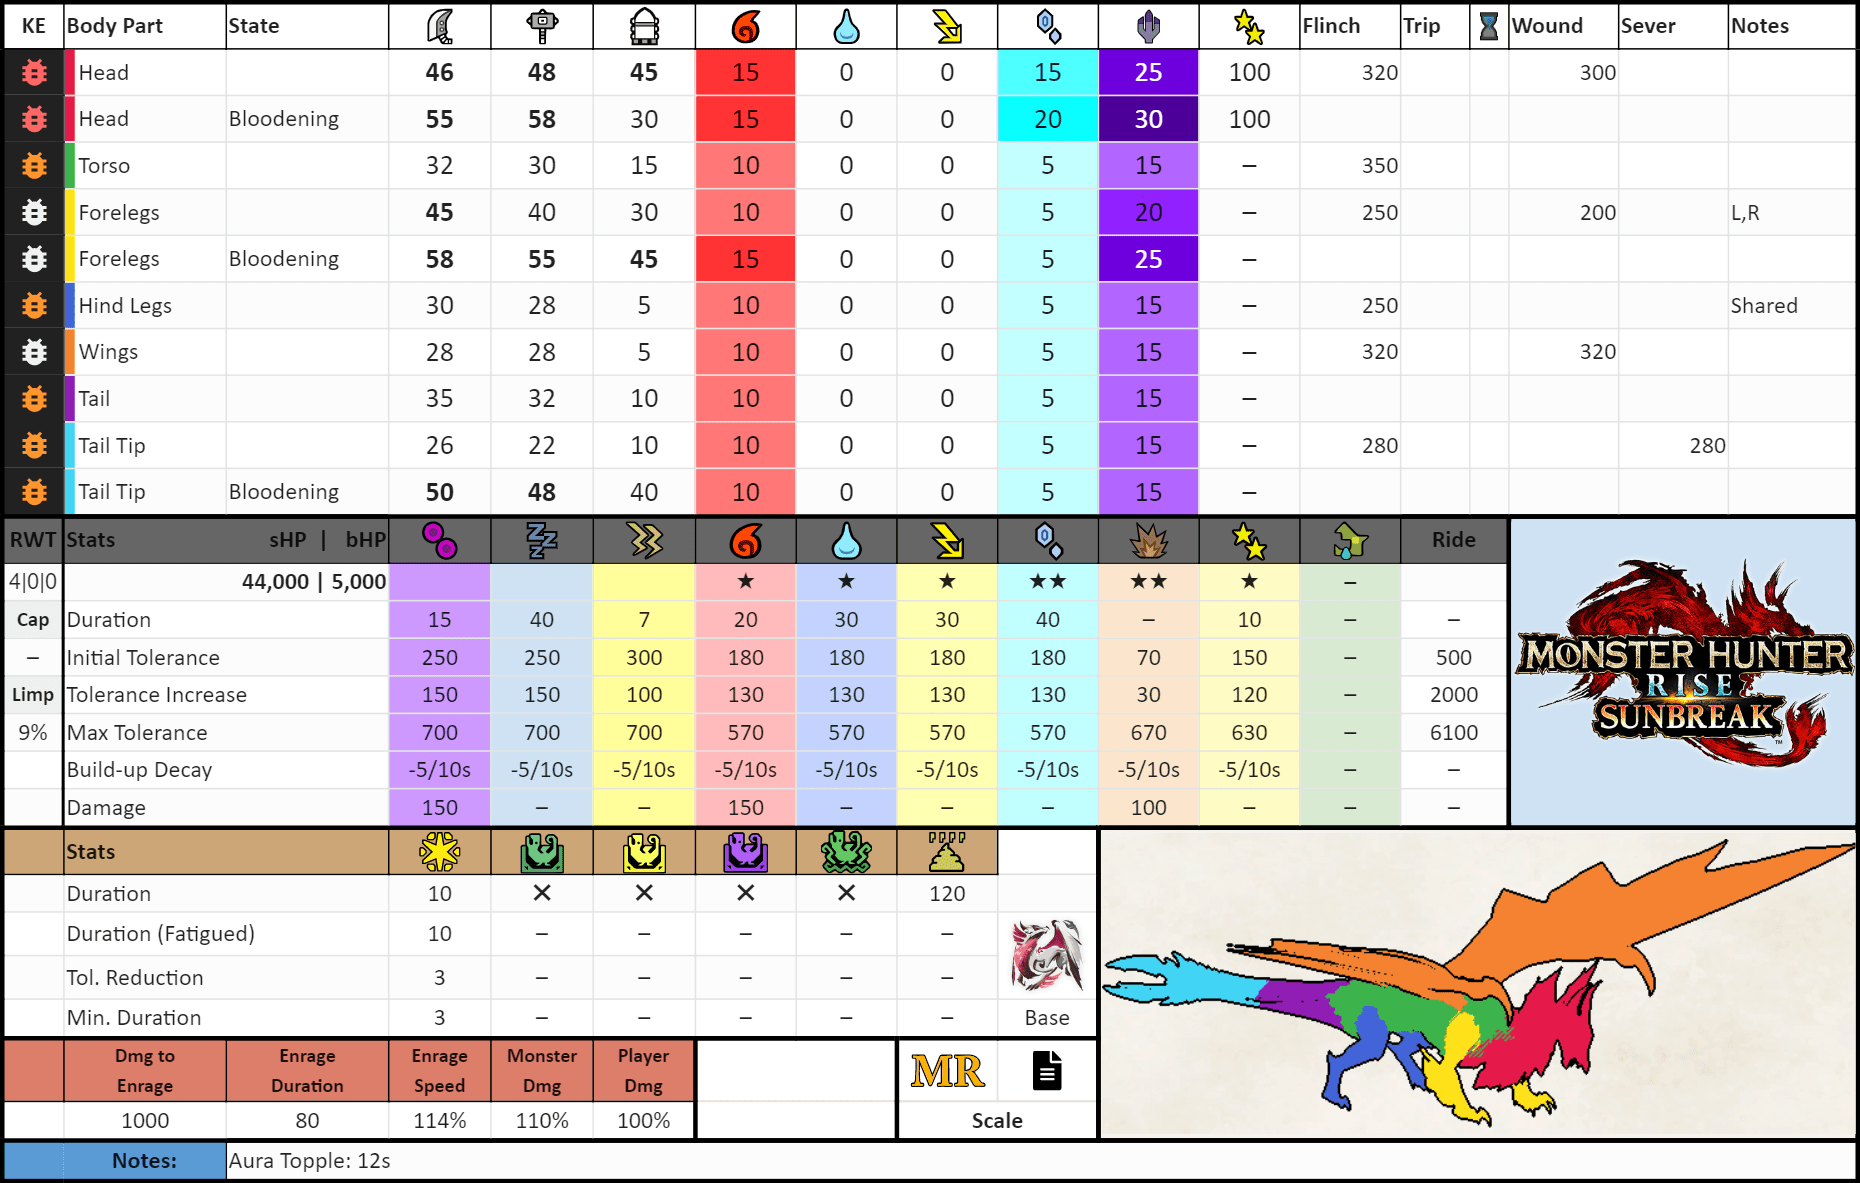 KE Body Part State Flinch Trip Wound Sever Notes
Head 46 48 45 15 0 0 15 25 100 320 300
Head Bloodening 55 58 30 15 0 0 20 30 100
Torso 32 30 15 10 0 0 5 15 – 350
Forelegs 45 40 30 10 0 0 5 20 – 250 200 L,R
Forelegs Bloodening 58 55 45 15 0 0 5 25 –
Hind Legs 30 28 5 10 0 0 5 15 – 250 Shared
Wings 28 28 5 10 0 0 5 15 – 320 320
Tail 35 32 10 10 0 0 5 15 –
Tail Tip 26 22 10 10 0 0 5 15 – 280 280
Tail Tip Bloodening 50 48 40 10 0 0 5 15 –
RWT Stats sHP | bHP Ride
4|0|0 44,000 | 5,000 ★ ★ ★ ★★ ★★ ★ –
Cap Duration 15 40 7 20 30 30 40 – 10 – –
– Initial Tolerance 250 250 300 180 180 180 180 70 150 – 500
Limp Tolerance Increase 150 150 100 130 130 130 130 30 120 – 2000
9% Max Tolerance 700 700 700 570 570 570 570 670 630 – 6100
Build-up Decay -5/10s -5/10s -5/10s -5/10s -5/10s -5/10s -5/10s -5/10s -5/10s – –
Damage 150 – – 150 – – – 100 – – –
MONSTER HUNTER
RISE
SUNBREAK
™
Stats
Duration 10 ✕ ✕ ✕ ✕ 120
Duration (Fatigued) 10 – – – – –
Tol. Reduction 3 – – – – –
Min. Duration 3 – – – – – Base
Dmg to Enrage Enrage Duration Enrage Speed Monster Dmg Player Dmg MR
1000 80 114% 110% 100% Scale
Notes: Aura Topple: 12s